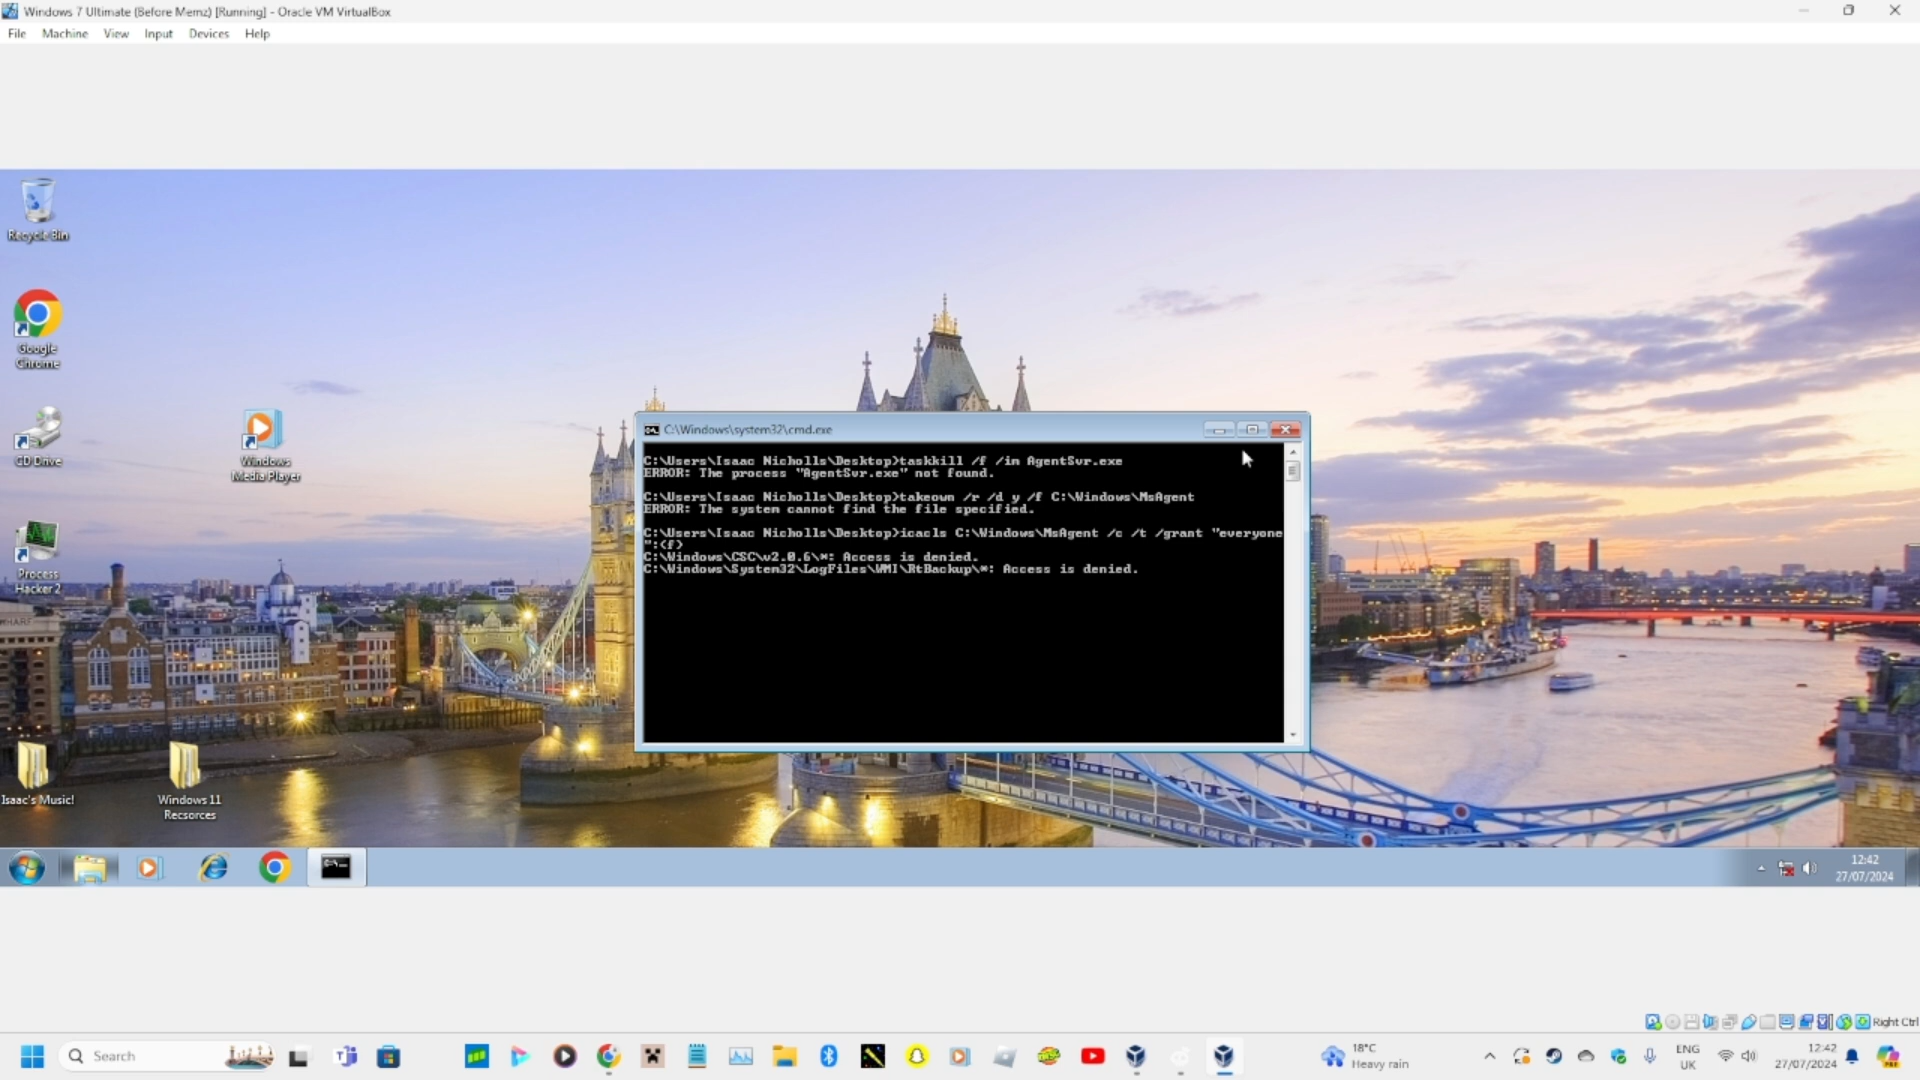 Windows 7 Ultimate (Before Memz) [Running] - Oracle VM VirtualBox
File Machine View Input Devices Help
Recycle Bin
Google
Chrome
CD Drive
Windows
Media Player
Process
Hacker 2
C:\Windows\system32\cmd.exe
C:\Users\Isaac Nicholls\Desktop>taskkill /f /im AgentSvr.exe
ERROR: The process "AgentSvr.exe" not found.
C:\Users\Isaac Nicholls\Desktop>takeown /r /d y /f C:\Windows\MsAgent
ERROR: The system cannot find the file specified.
C:\Users\Isaac Nicholls\Desktop>icacls C:\Windows\MsAgent /c /t /grant "everyone
":(f)
C:\Windows\CSC\v2.0.6\*: Access is denied.
C:\Windows\System32\LogFiles\WMI\RtBackup\*: Access is denied.
Isaac's Music!
Windows 11
Recsorces
12:42
27/07/2024
Right Ctrl
Search
18°C
Heavy rain
ENG
UK
12:42
27/07/2024